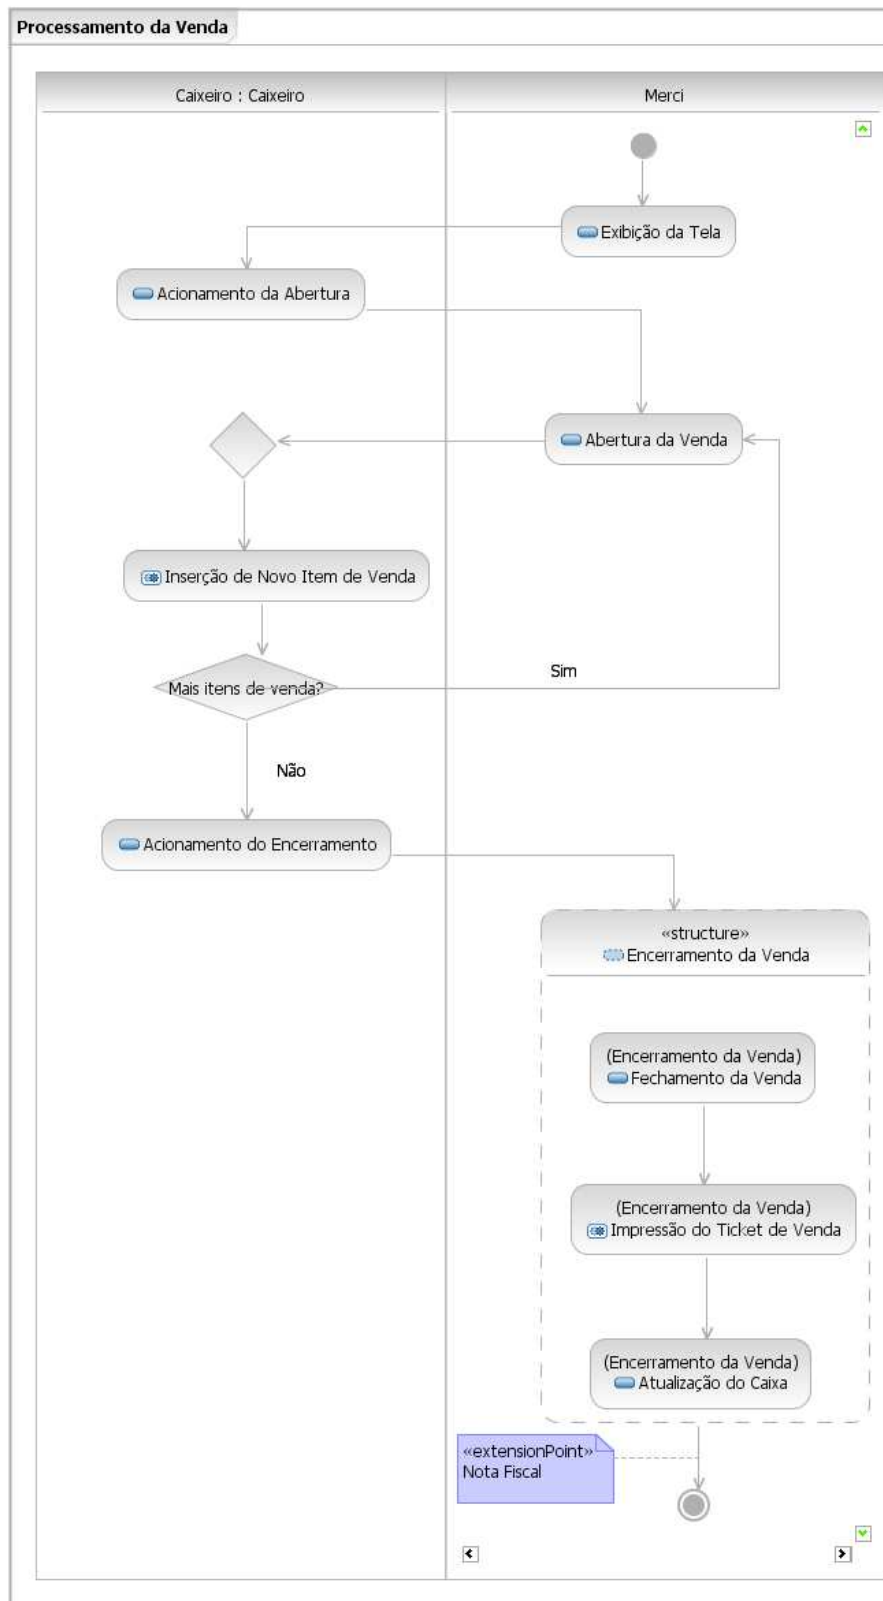 Processamento da Venda
Caixeiro : Caixeiro
Merci
Exibição da Tela
Acionamento da Abertura
Abertura da Venda
Inserção de Novo Item de Venda
Mais itens de venda?
Sim
Não
Acionamento do Encerramento
«structure»
Encerramento da Venda
(Encerramento da Venda)
Fechamento da Venda
(Encerramento da Venda)
Impressão do Ticket de Venda
(Encerramento da Venda)
Atualização do Caixa
«extensionPoint»
Nota Fiscal